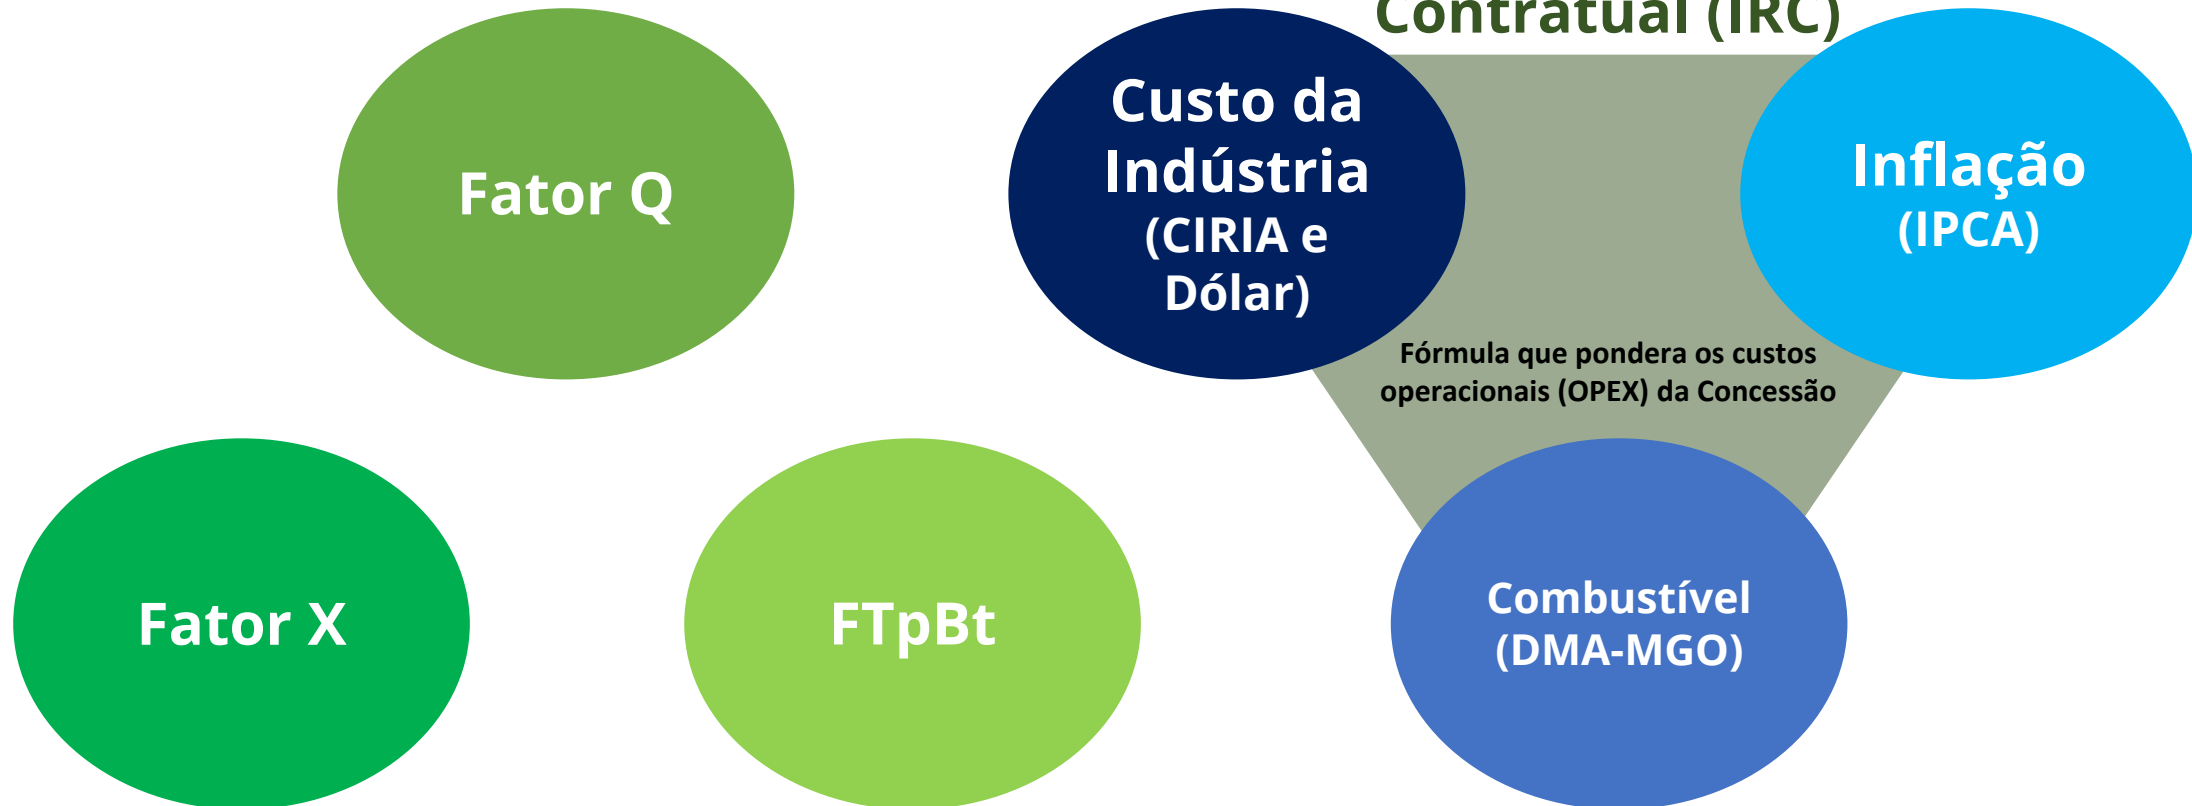 Contratual (IRC)
Fator Q
Custo da
Indústria
(CIRIA e
Dólar)
Inflação
(IPCA)
Fórmula que pondera os custos
operacionais (OPEX) da Concessão
Fator X
FTpBt
Combustível
(DMA-MGO)